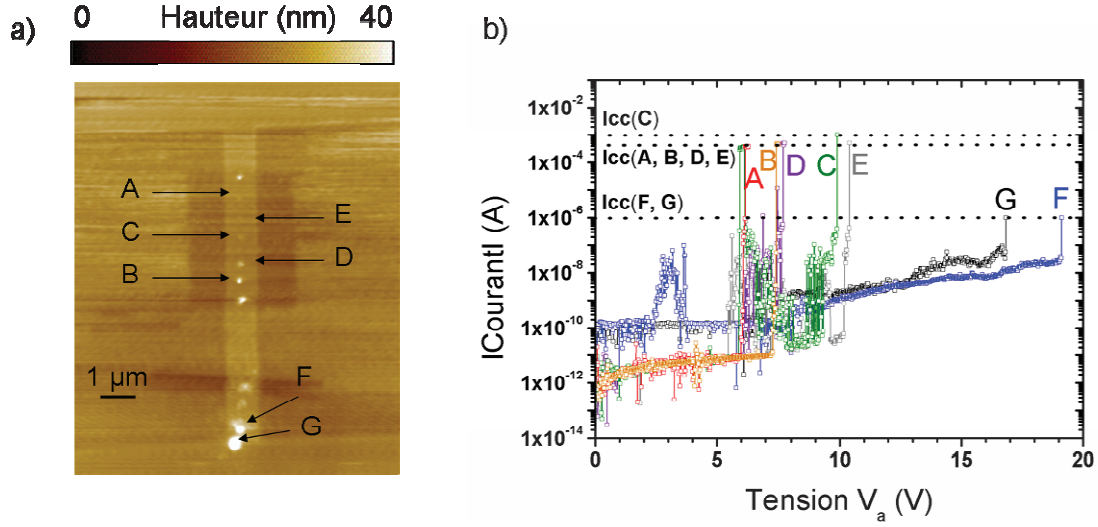 a)
0 Hauteur (nm) 40
A
E
C
D
B
1 µm
F
G
b)
ICourantI (A)
1x10⁻²
1x10⁻⁴
1x10⁻⁶
1x10⁻⁸
1x10⁻¹⁰
1x10⁻¹²
1x10⁻¹⁴
Icc(C)
Icc(A, B, D, E)
Icc(F, G)
A B D C E
G F
0 5 10 15 20
Tension Vₐ (V)